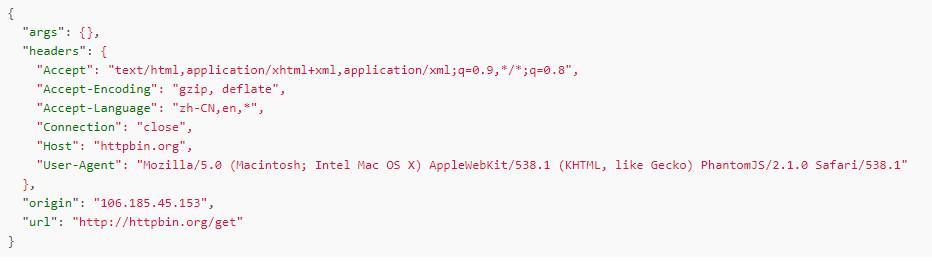 {
  "args": {},
  "headers": {
    "Accept": "text/html,application/xhtml+xml,application/xml;q=0.9,*/*;q=0.8",
    "Accept-Encoding": "gzip, deflate",
    "Accept-Language": "zh-CN,en,*",
    "Connection": "close",
    "Host": "httpbin.org",
    "User-Agent": "Mozilla/5.0 (Macintosh; Intel Mac OS X) AppleWebKit/538.1 (KHTML, like Gecko) PhantomJS/2.1.0 Safari/538.1"
  },
  "origin": "106.185.45.153",
  "url": "http://httpbin.org/get"
}